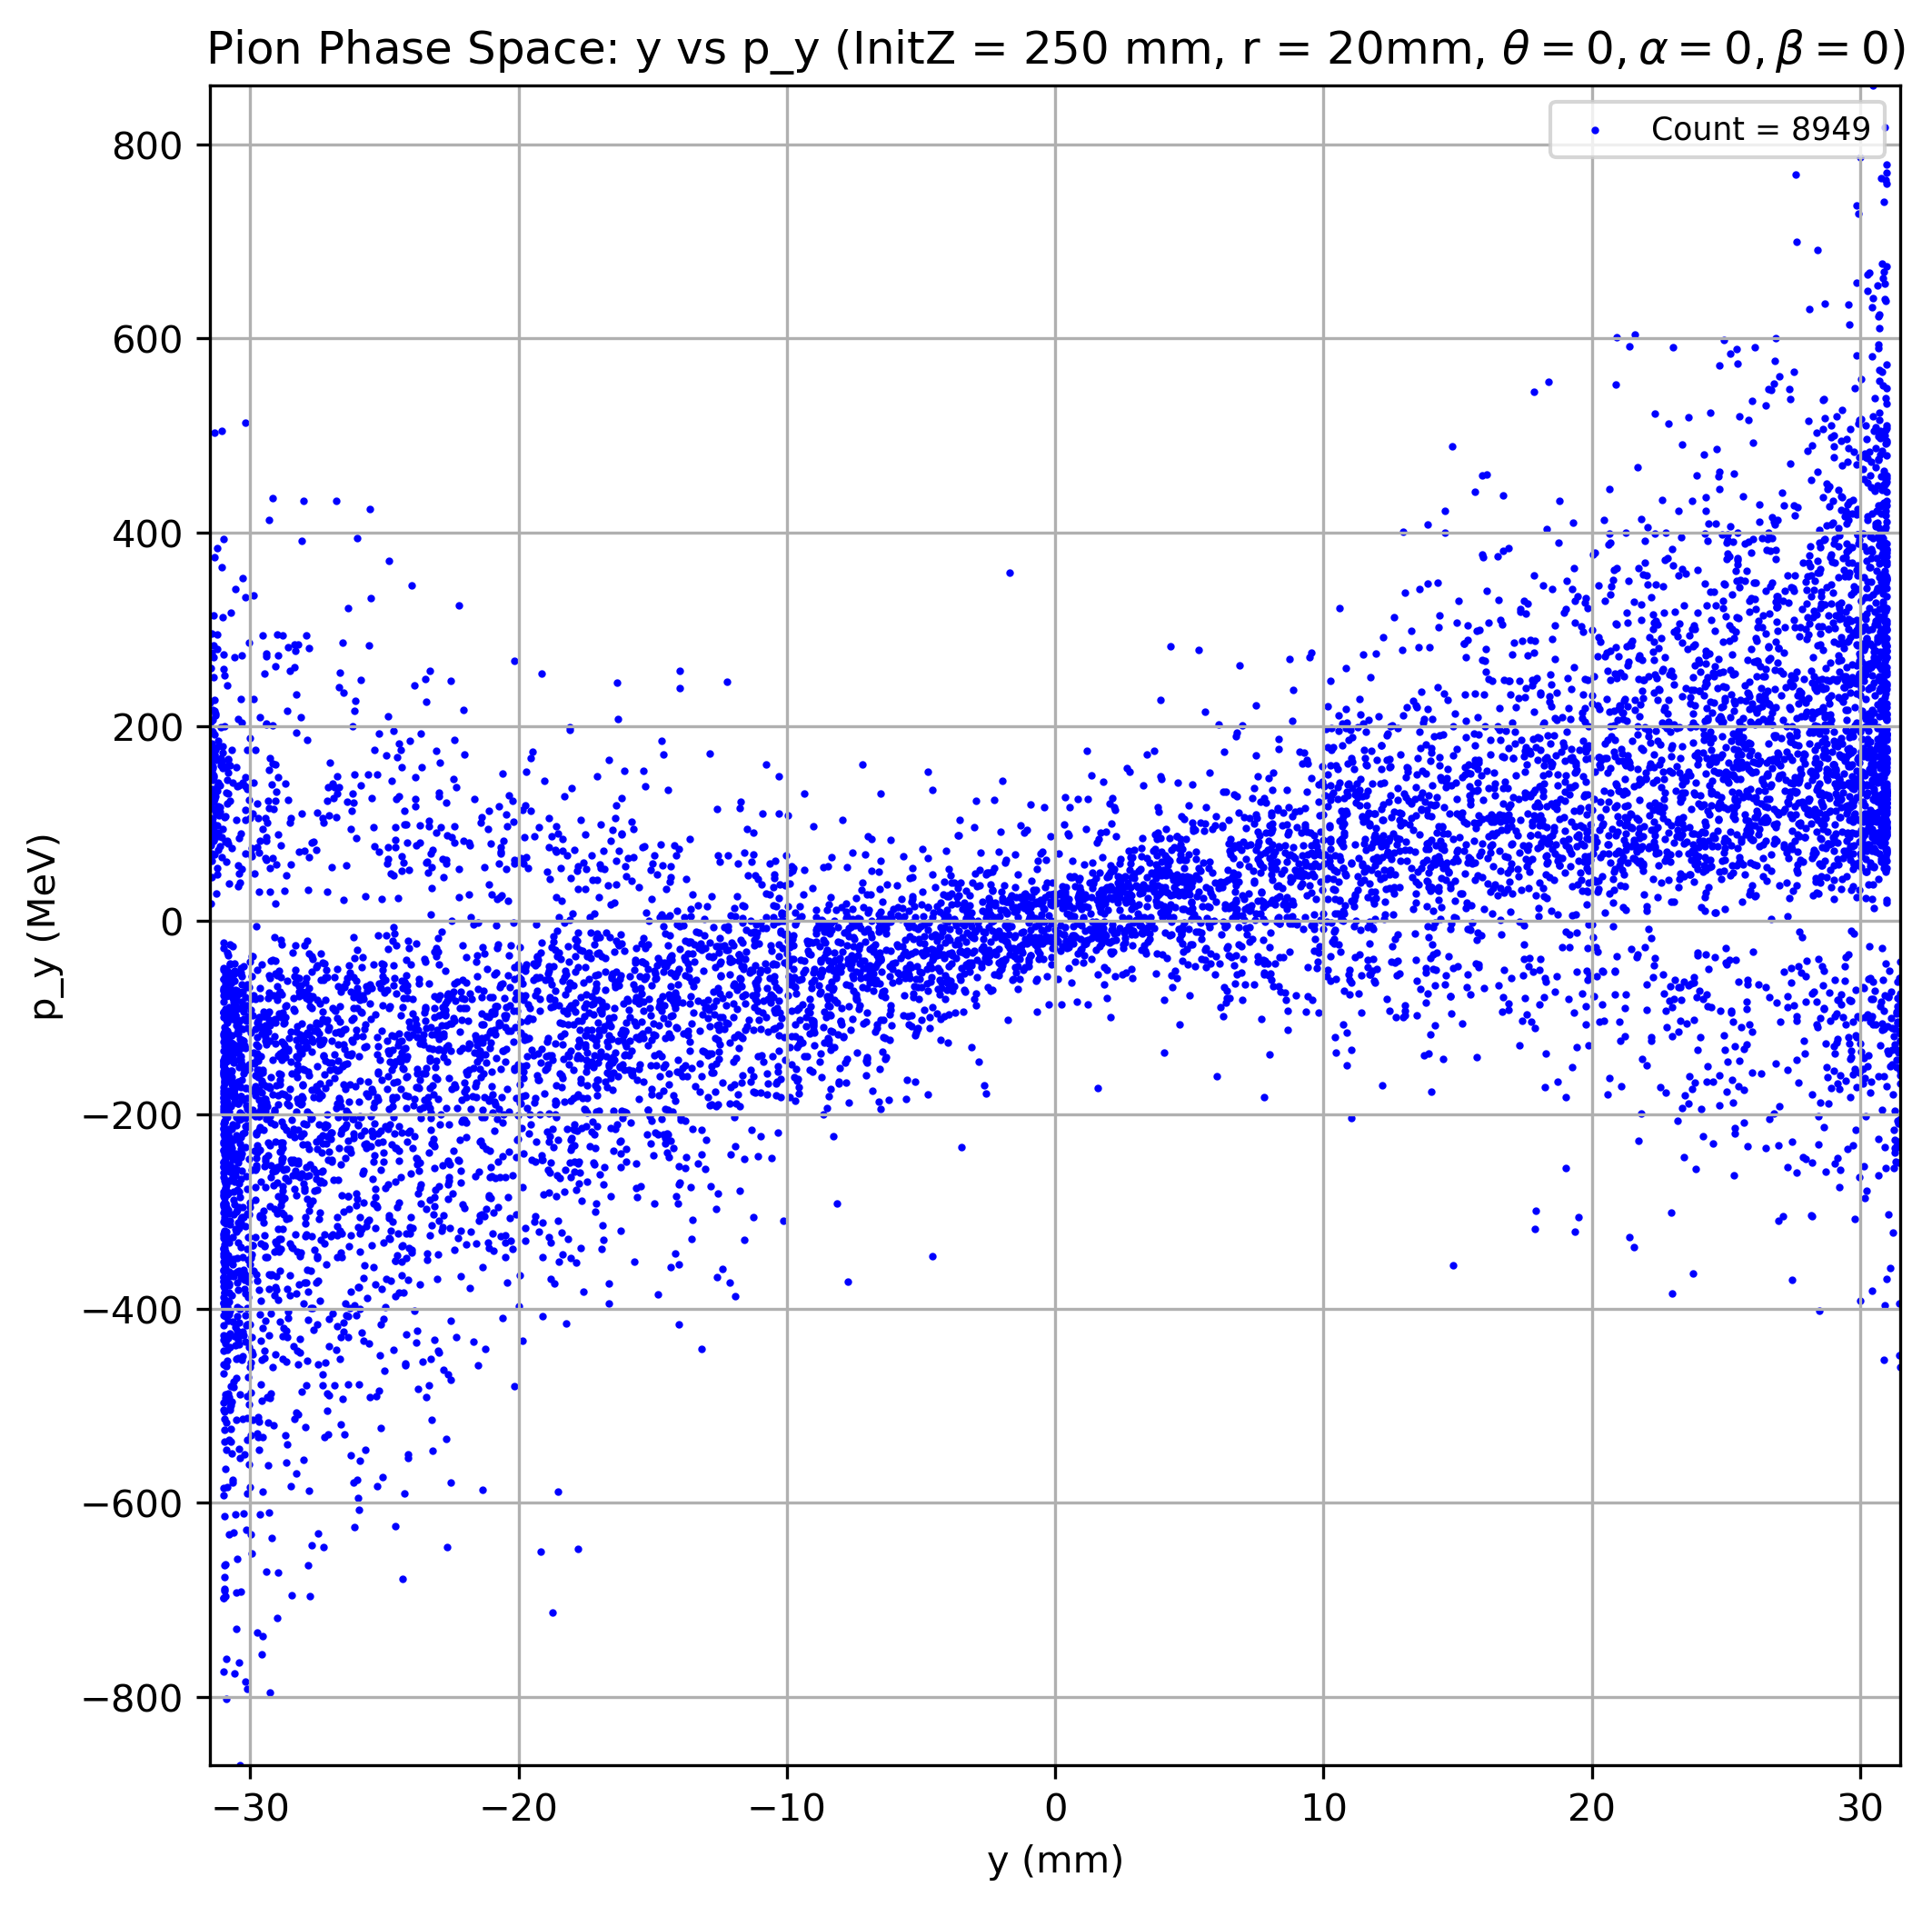 Pion Phase Space: y vs p_y (InitZ = 250 mm, r = 20mm, θ = 0, α = 0, β = 0)
Count = 8949
800
600
400
200
0
−200
−400
−600
−800
p_y (MeV)
−30 −20 −10 0 10 20 30
y (mm)